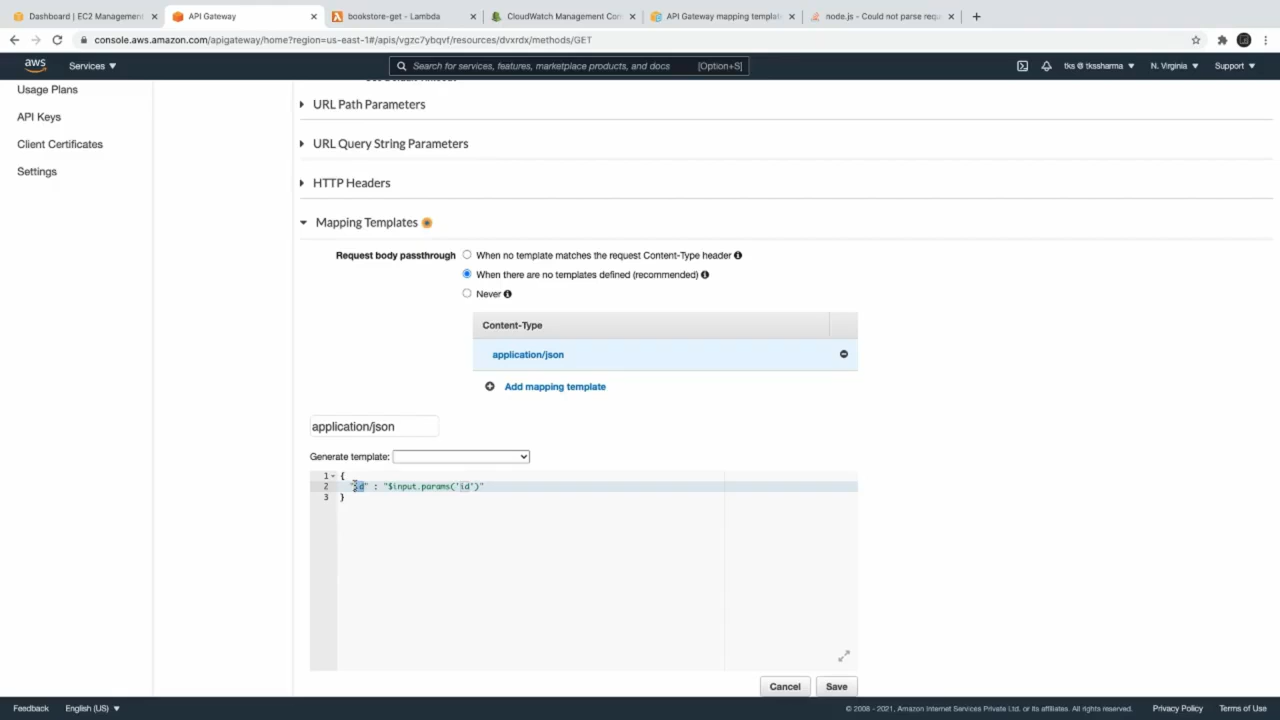 Dashboard | EC2 Management
API Gateway
bookstore-get - Lambda
CloudWatch Management Con
API Gateway mapping templat
node.js - Could not parse requ
console.aws.amazon.com/apigateway/home?region=us-east-1#/apis/vgzc7ybqvf/resources/dvxrdx/methods/GET
aws
Services
Search for services, features, marketplace products, and docs
[Option+S]
tks @ tkssharma
N. Virginia
Support
Usage Plans
API Keys
Client Certificates
Settings
URL Path Parameters
URL Query String Parameters
HTTP Headers
Mapping Templates
Request body passthrough
When no template matches the request Content-Type header
When there are no templates defined (recommended)
Never
Content-Type
application/json
Add mapping template
application/json
Generate template:
1 {
2 "id" : "$input.params('id')"
3 }
Cancel
Save
Feedback
English (US)
© 2008 - 2021, Amazon Internet Services Private Ltd. or its affiliates. All rights reserved.
Privacy Policy
Terms of Use